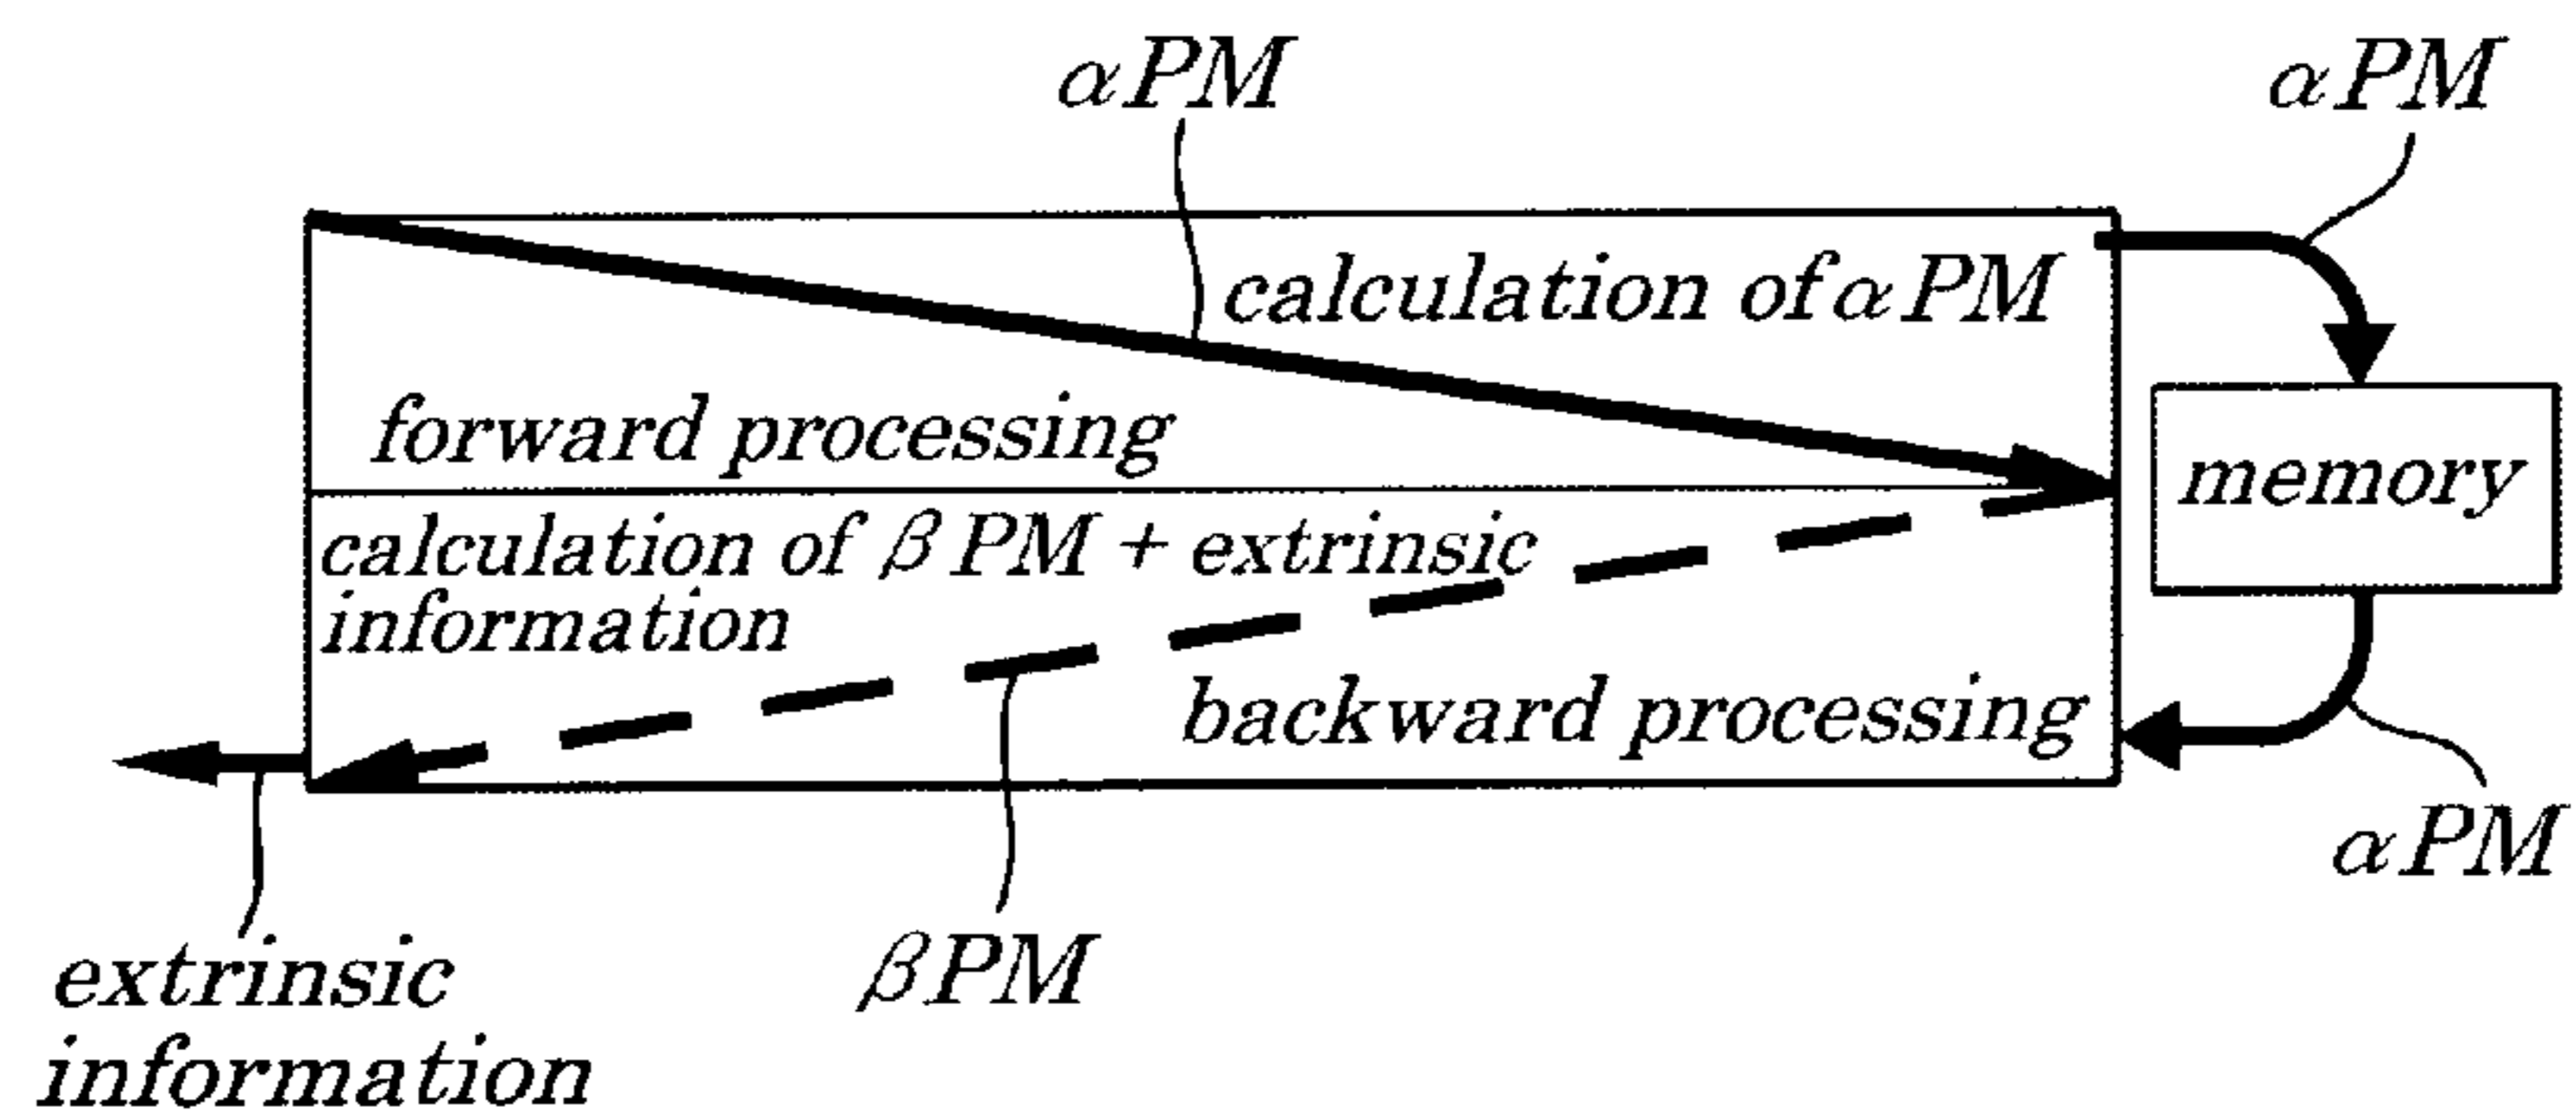 αPM
αPM
calculation of αPM
forward processing
memory
calculation of βPM + extrinsic
information
backward processing
αPM
extrinsic
information
βPM